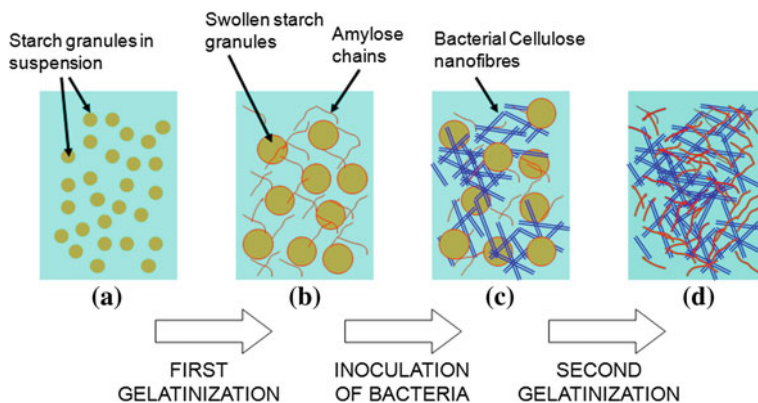 Starch granules in
suspension
Swollen starch
granules
Amylose
chains
Bacterial Cellulose
nanofibres
(a)
(b)
(c)
(d)
FIRST
GELATINIZATION
INOCULATION
OF BACTERIA
SECOND
GELATINIZATION